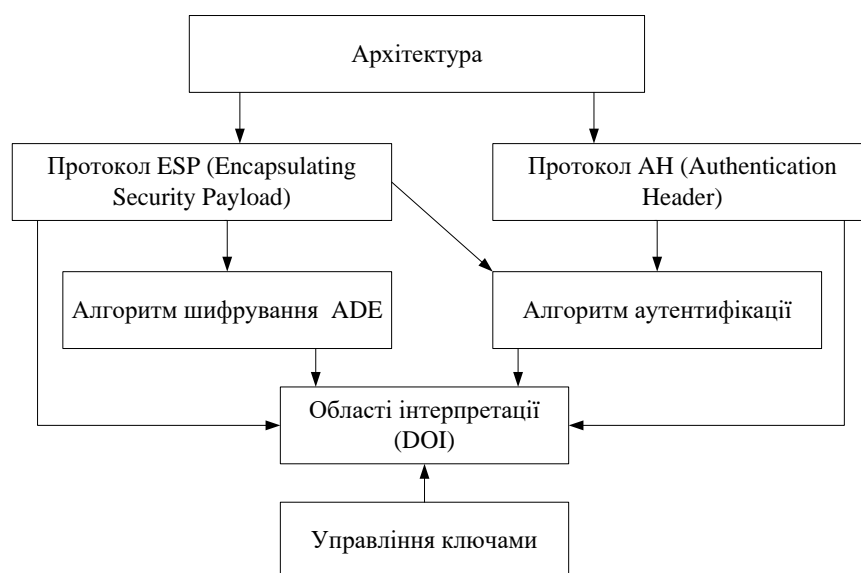 Архітектура
Протокол ESP (Encapsulating
Security Payload)
Протокол AH (Authentication
Header)
Алгоритм шифрування ADE
Алгоритм аутентифікації
Області інтерпретації
(DOI)
Управління ключами